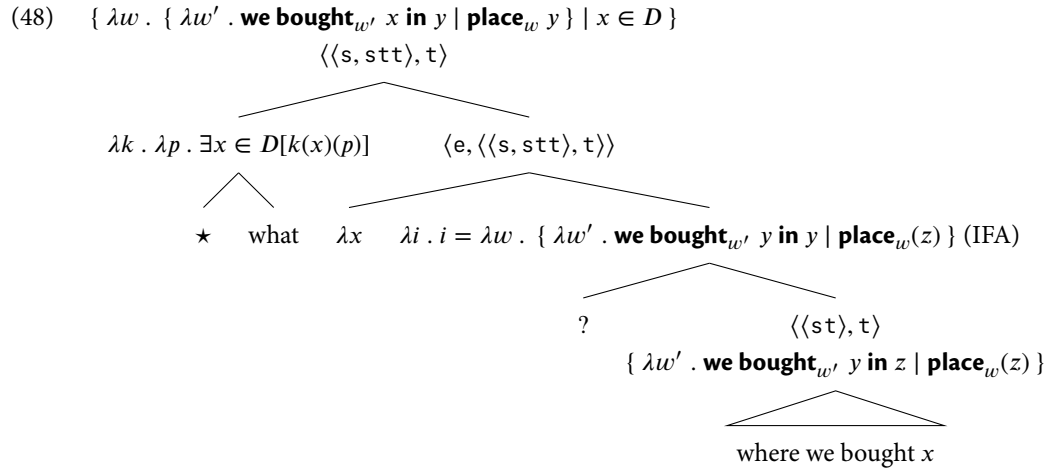 (48) { λw . { λw′ . we bought_w′ x in y | place_w y } | x ∈ D }
⟨⟨s, stt⟩, t⟩
λk . λp . ∃x ∈ D[k(x)(p)] ⟨e, ⟨⟨s, stt⟩, t⟩⟩
⋆ what λx λi . i = λw . { λw′ . we bought_w′ y in y | place_w(z) } (IFA)
? ⟨⟨st⟩, t⟩
{ λw′ . we bought_w′ y in z | place_w(z) }
where we bought x